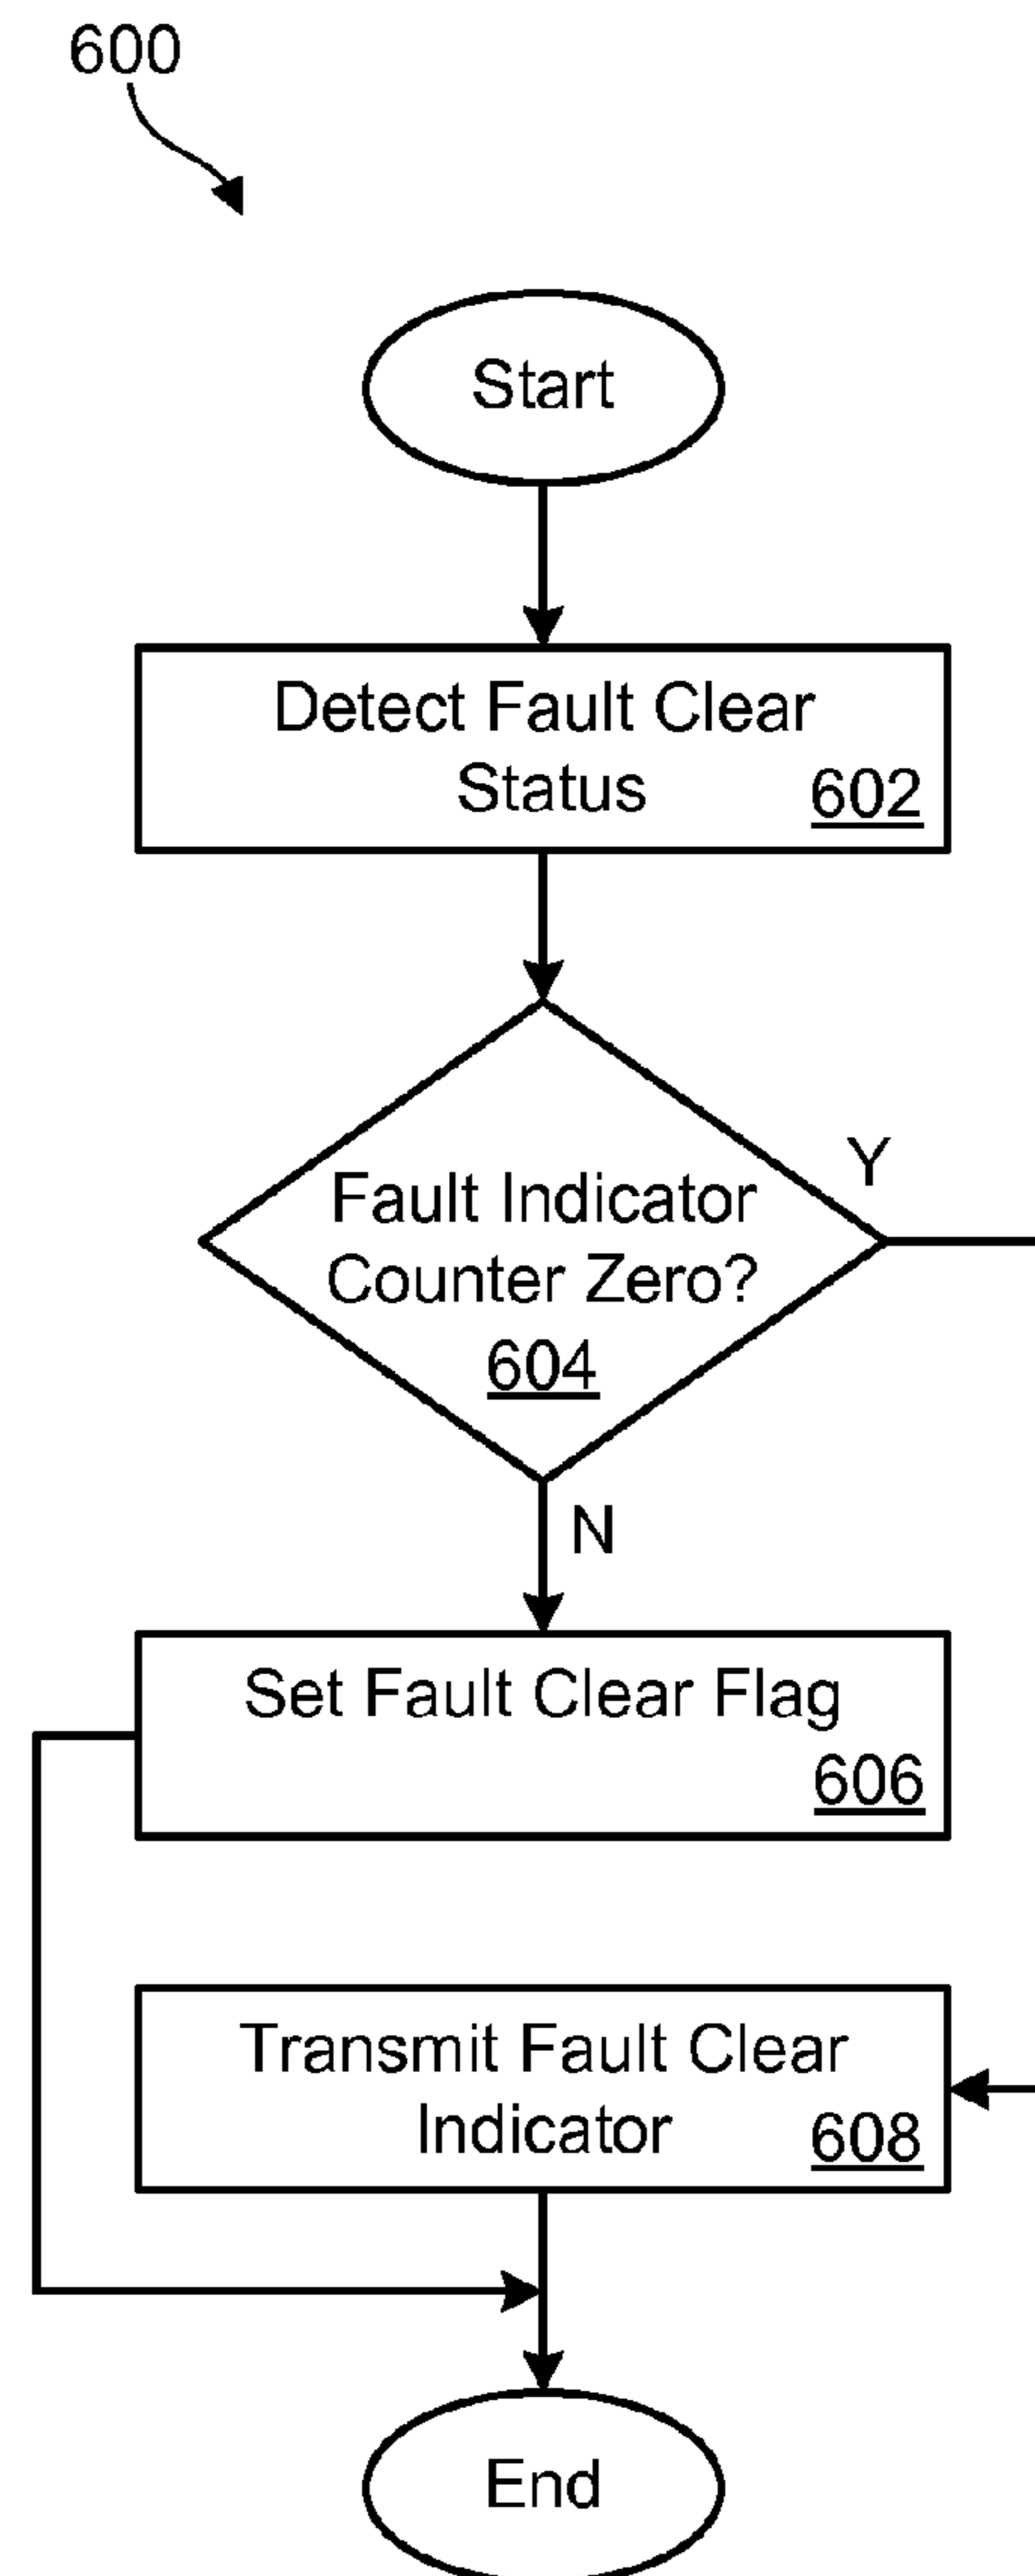 600
Start
Detect Fault Clear
Status
602
Y
Fault Indicator
Counter Zero?
604
N
Set Fault Clear Flag
606
Transmit Fault Clear
Indicator
608
End